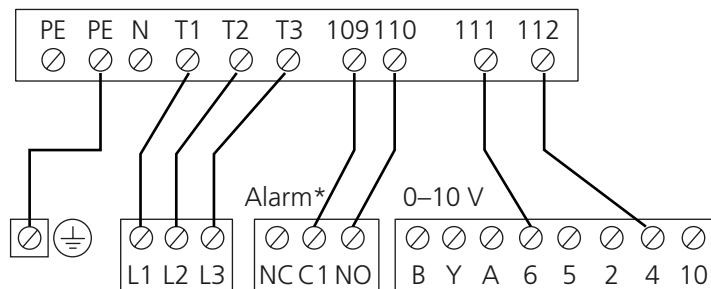 PE PE N T1 T2 T3 109 110 111 112
Alarm* 0–10 V
L1 L2 L3 NC C1 NO B Y A 6 5 2 4 10